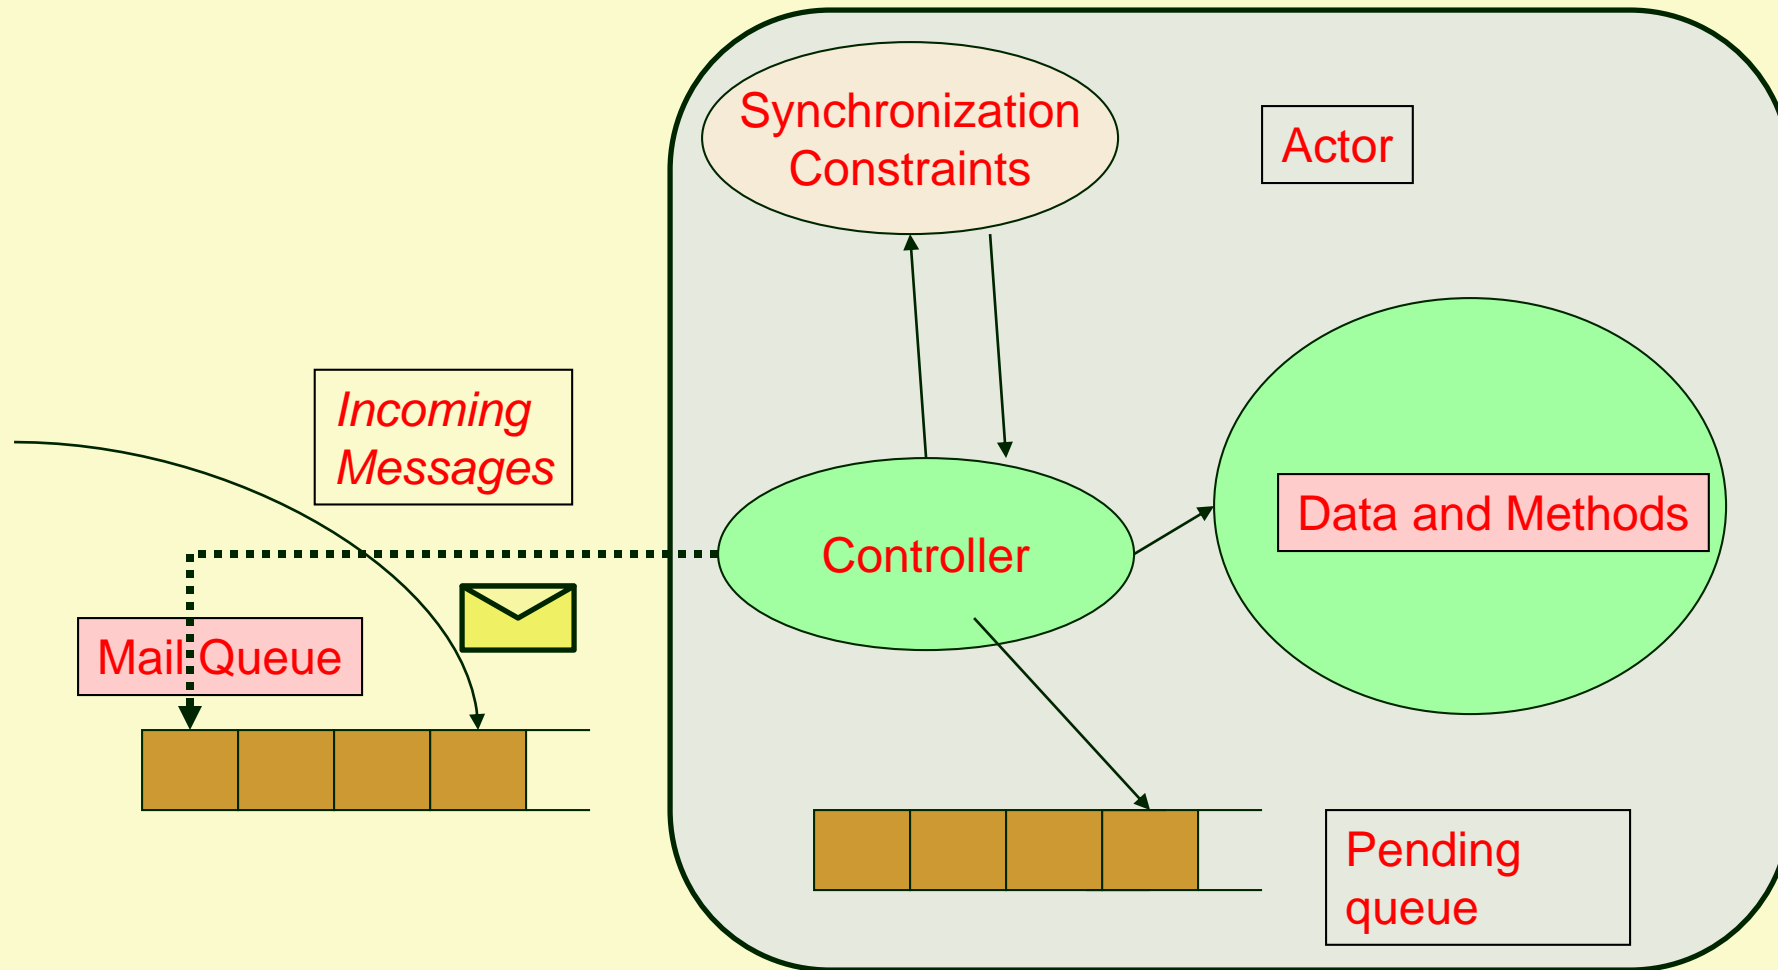 Synchronization
Constraints
Actor
Incoming
Messages
Data and Methods
Controller
Mail Queue
Pending
queue